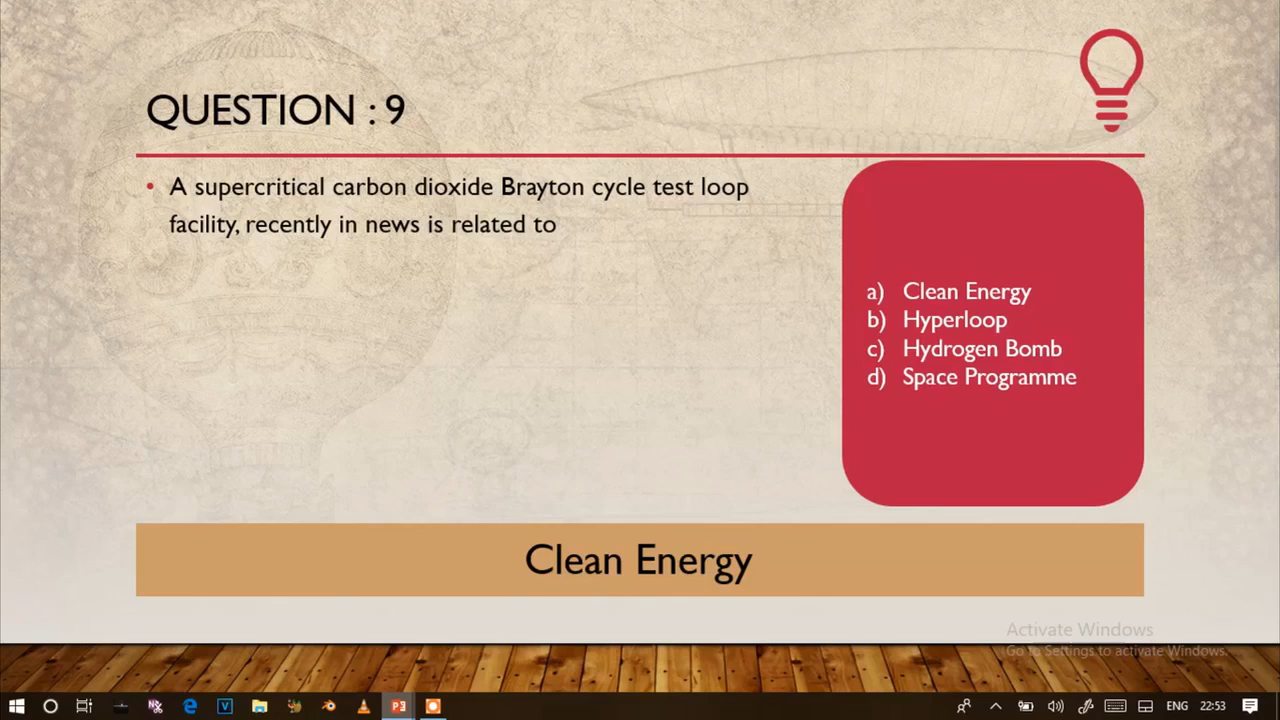 QUESTION : 9
• A supercritical carbon dioxide Brayton cycle test loop
facility, recently in news is related to
a) Clean Energy
b) Hyperloop
c) Hydrogen Bomb
d) Space Programme
Clean Energy
Activate Windows
Go to Settings to activate Windows.
ENG
22:53